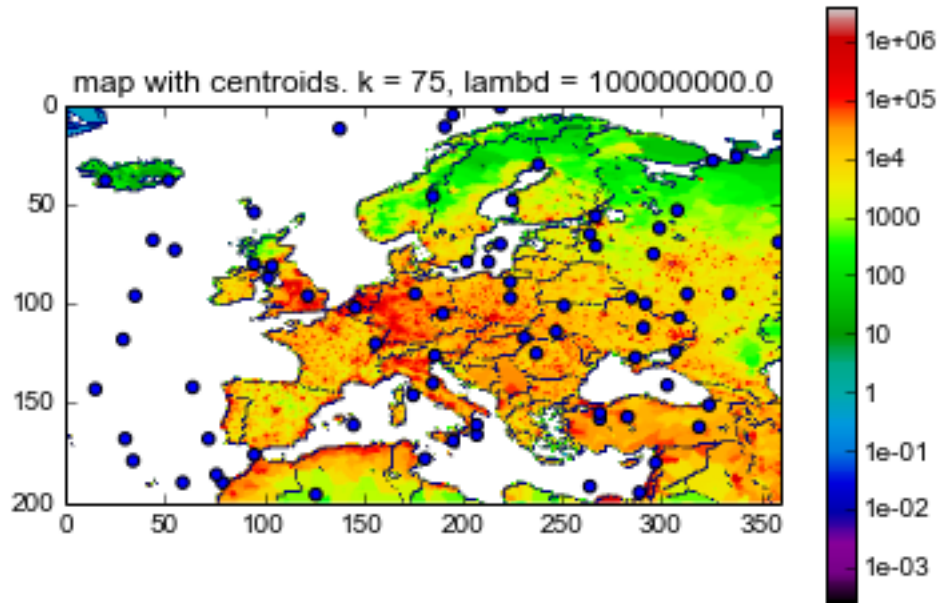 map with centroids. k = 75, lambd = 100000000.0
0
50
100
150
200
0 50 100 150 200 250 300 350
1e+06
1e+05
1e4
1000
100
10
1
1e-01
1e-02
1e-03